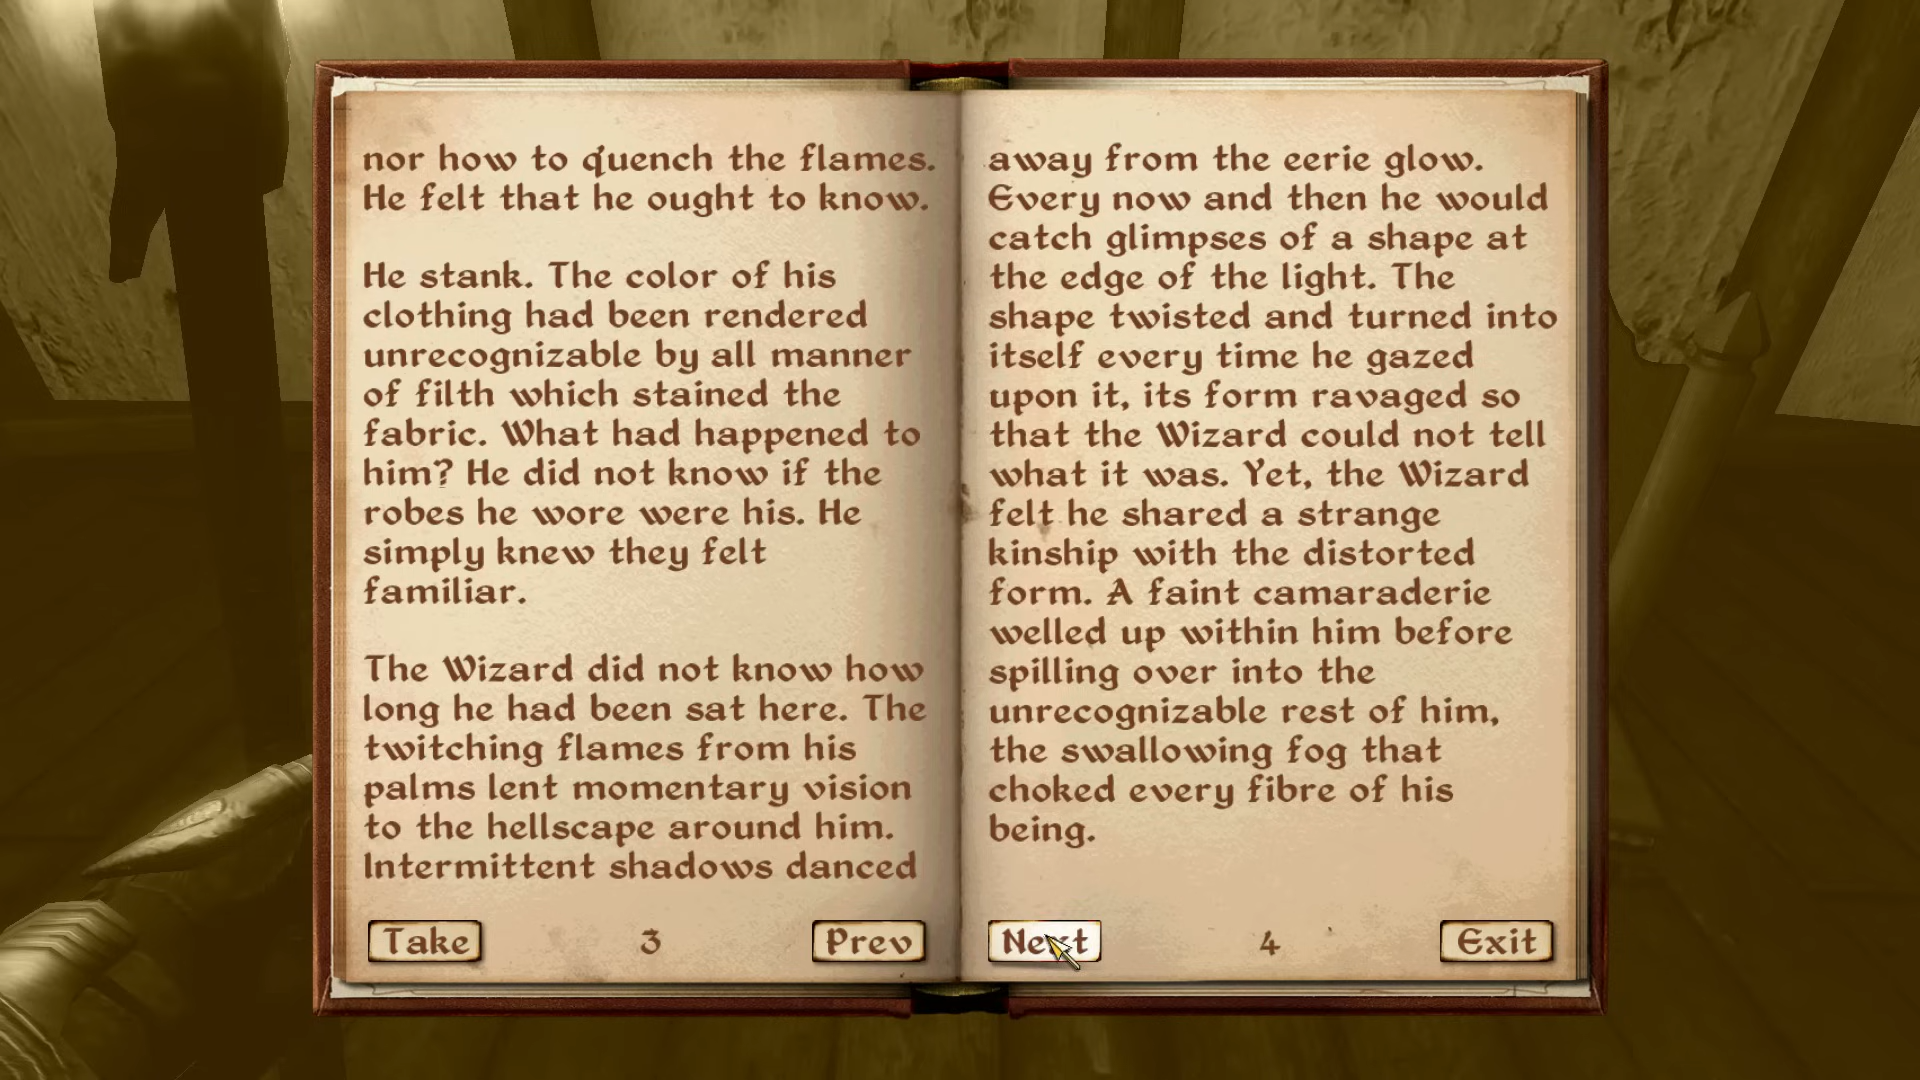 nor how to quench the flames.
He felt that he ought to know.
He stank. The color of his
clothing had been rendered
unrecognizable by all manner
of filth which stained the
fabric. What had happened to
him? He did not know if the
robes he wore were his. He
simply knew they felt
familiar.
The Wizard did not know how
long he had been sat here. The
twitching flames from his
palms lent momentary vision
to the hellscape around him.
Intermittent shadows danced
away from the eerie glow.
Every now and then he would
catch glimpses of a shape at
the edge of the light. The
shape twisted and turned into
itself every time he gazed
upon it, its form ravaged so
that the Wizard could not tell
what it was. Yet, the Wizard
felt he shared a strange
kinship with the distorted
form. A faint camaraderie
welled up within him before
spilling over into the
unrecognizable rest of him,
the swallowing fog that
choked every fibre of his
being.
Take 3 Prev Next 4 Exit